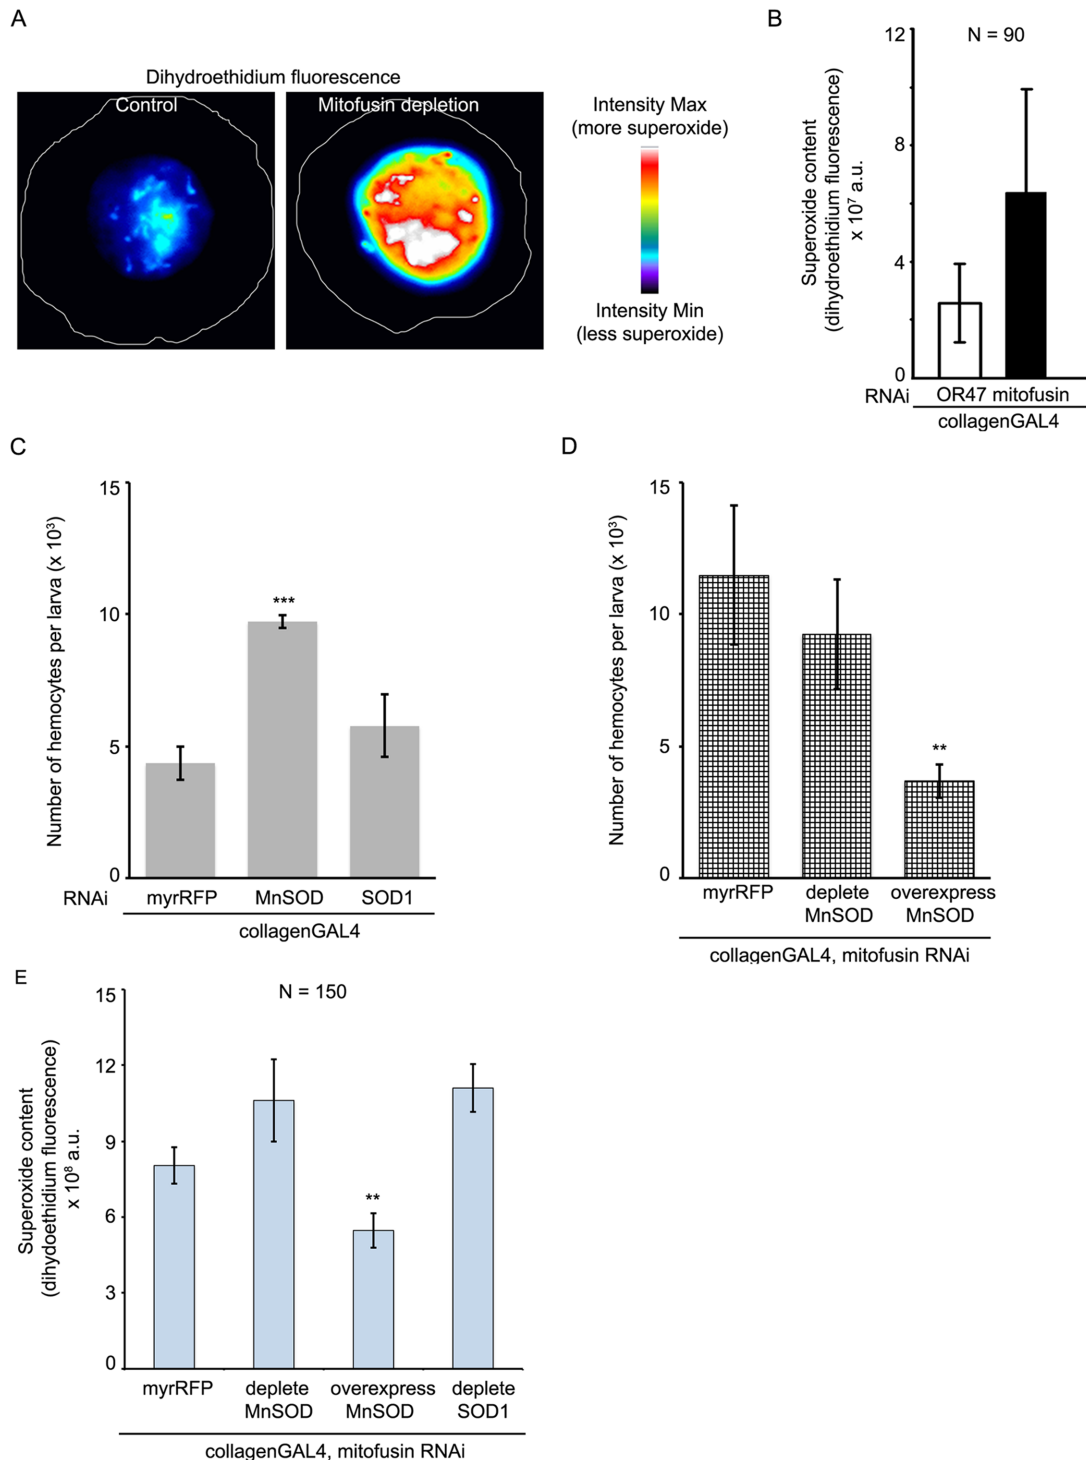 A
Dihydroethidium fluorescence
Control
Mitofusin depletion
Intensity Max
(more superoxide)
Intensity Min
(less superoxide)
B
N = 90
Superoxide content
(dihydroethidium fluorescence)
x 10⁷ a.u.
12
8
4
0
RNAi OR47 mitofusin
collagenGAL4
C
Number of hemocytes per larva (x 10³)
15
10
5
0
***
RNAi myrRFP MnSOD SOD1
collagenGAL4
D
Number of hemocytes per larva (x 10³)
15
10
5
0
**
myrRFP deplete overexpress
MnSOD MnSOD
collagenGAL4, mitofusin RNAi
E
N = 150
Superoxide content
(dihydoethidium fluorescence)
x 10⁸ a.u.
15
12
9
6
3
0
**
myrRFP deplete overexpress deplete
MnSOD MnSOD SOD1
collagenGAL4, mitofusin RNAi